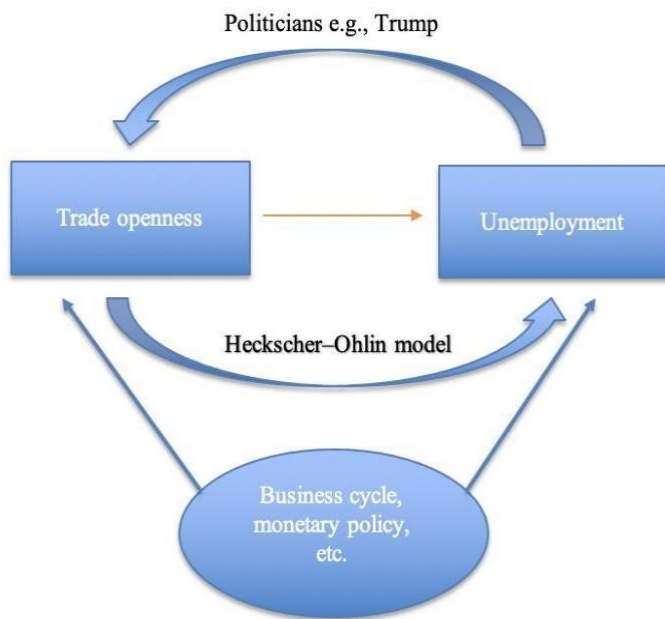 Politicians e.g., Trump
Trade openness
Unemployment
Heckscher–Ohlin model
Business cycle,
monetary policy,
etc.